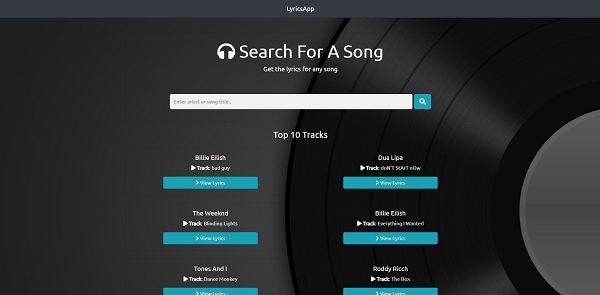 LyricsApp
Search For A Song
Get the lyrics for any song
Enter artist or song title..
Top 10 Tracks
Billie Eilish
Track: bad guy
View Lyrics
Dua Lipa
Track: doN'T StArT nOw
View Lyrics
The Weeknd
Track: Blinding Lights
View Lyrics
Billie Eilish
Track: Everything I Wanted
View Lyrics
Tones And I
Track: Dance Monkey
View Lyrics
Roddy Ricch
Track: The Box
View Lyrics